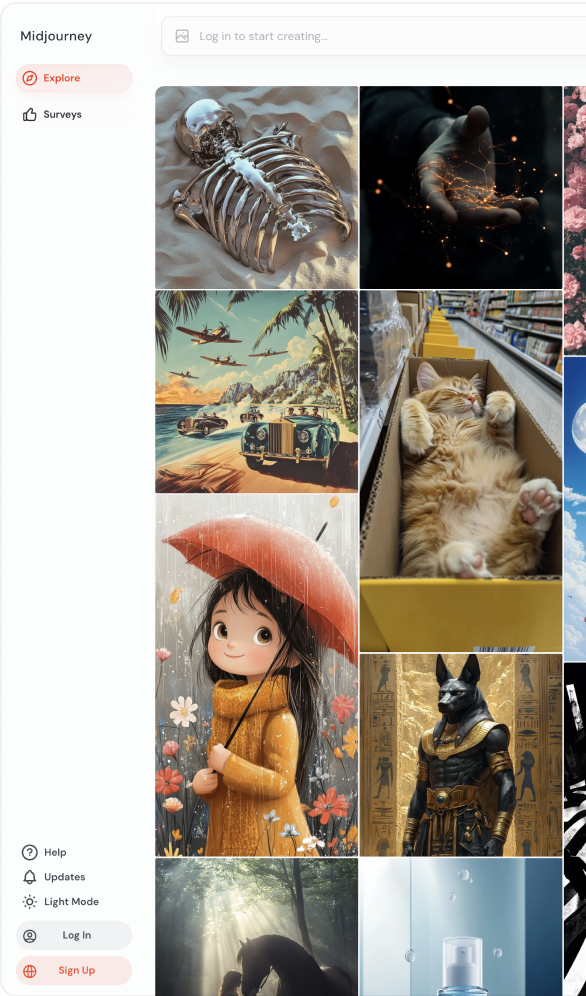 Midjourney
Log in to start creating...
Explore
Surveys
Help
Updates
Light Mode
Log In
Sign Up